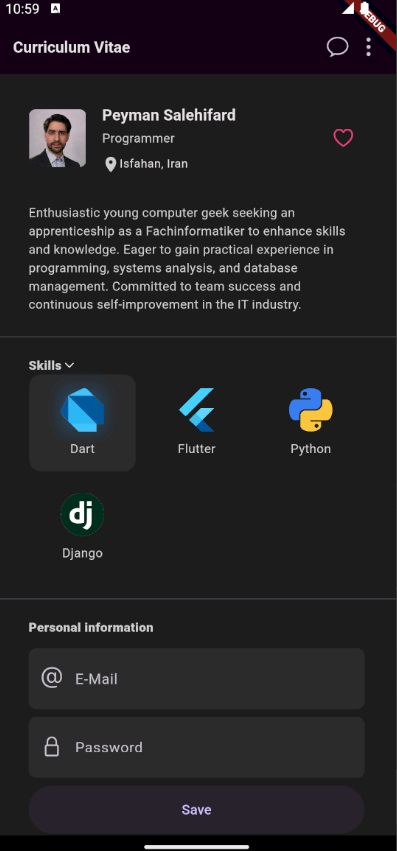 10:59 A
DEBUG
Curriculum Vitae
Peyman Salehifard
Programmer
Isfahan, Iran
Enthusiastic young computer geek seeking an
apprenticeship as a Fachinformatiker to enhance skills
and knowledge. Eager to gain practical experience in
programming, systems analysis, and database
management. Committed to team success and
continuous self-improvement in the IT industry.
Skills
Dart
Flutter
Python
dj
Django
Personal information
@ E-Mail
Password
Save